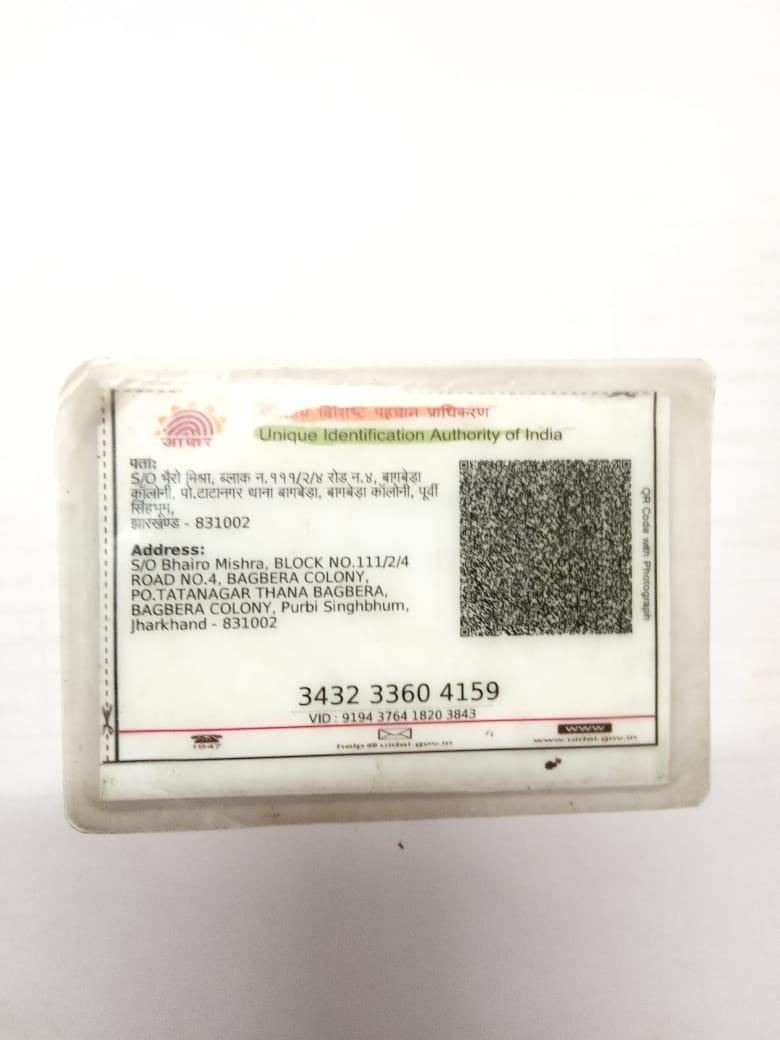 विशिष्ट पहचान प्राधिकरण
आधार
Unique Identification Authority of India
पता:
S/O भैरो मिश्रा, ब्लाक न.१११/२/४ रोड न.४, बागबेड़ा
कॉलोनी, पो.टाटानगर थाना बागबेड़ा, बागबेड़ा कॉलोनी, पूर्वी
सिंहभूम,
झारखण्ड - 831002
Address:
S/O Bhairo Mishra, BLOCK NO.111/2/4
ROAD NO.4, BAGBERA COLONY,
PO.TATANAGAR THANA BAGBERA,
BAGBERA COLONY, Purbi Singhbhum,
Jharkhand - 831002
QR Code with Photograph
3432 3360 4159
VID : 9194 3764 1820 3843
1947
help@uidai.gov.in
www
www.uidai.gov.in